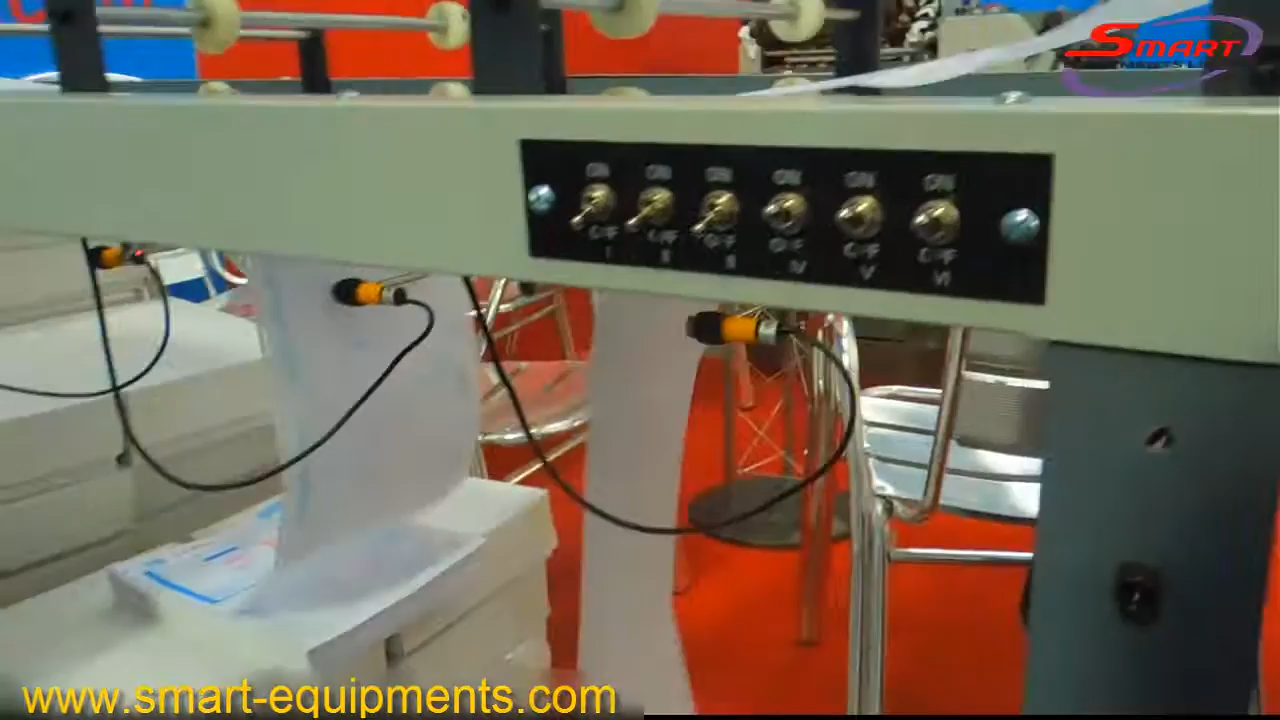 SMART
ON ON ON ON ON ON
OFF OFF OFF OFF OFF OFF
I II III IV V VI
www.smart-equipments.com